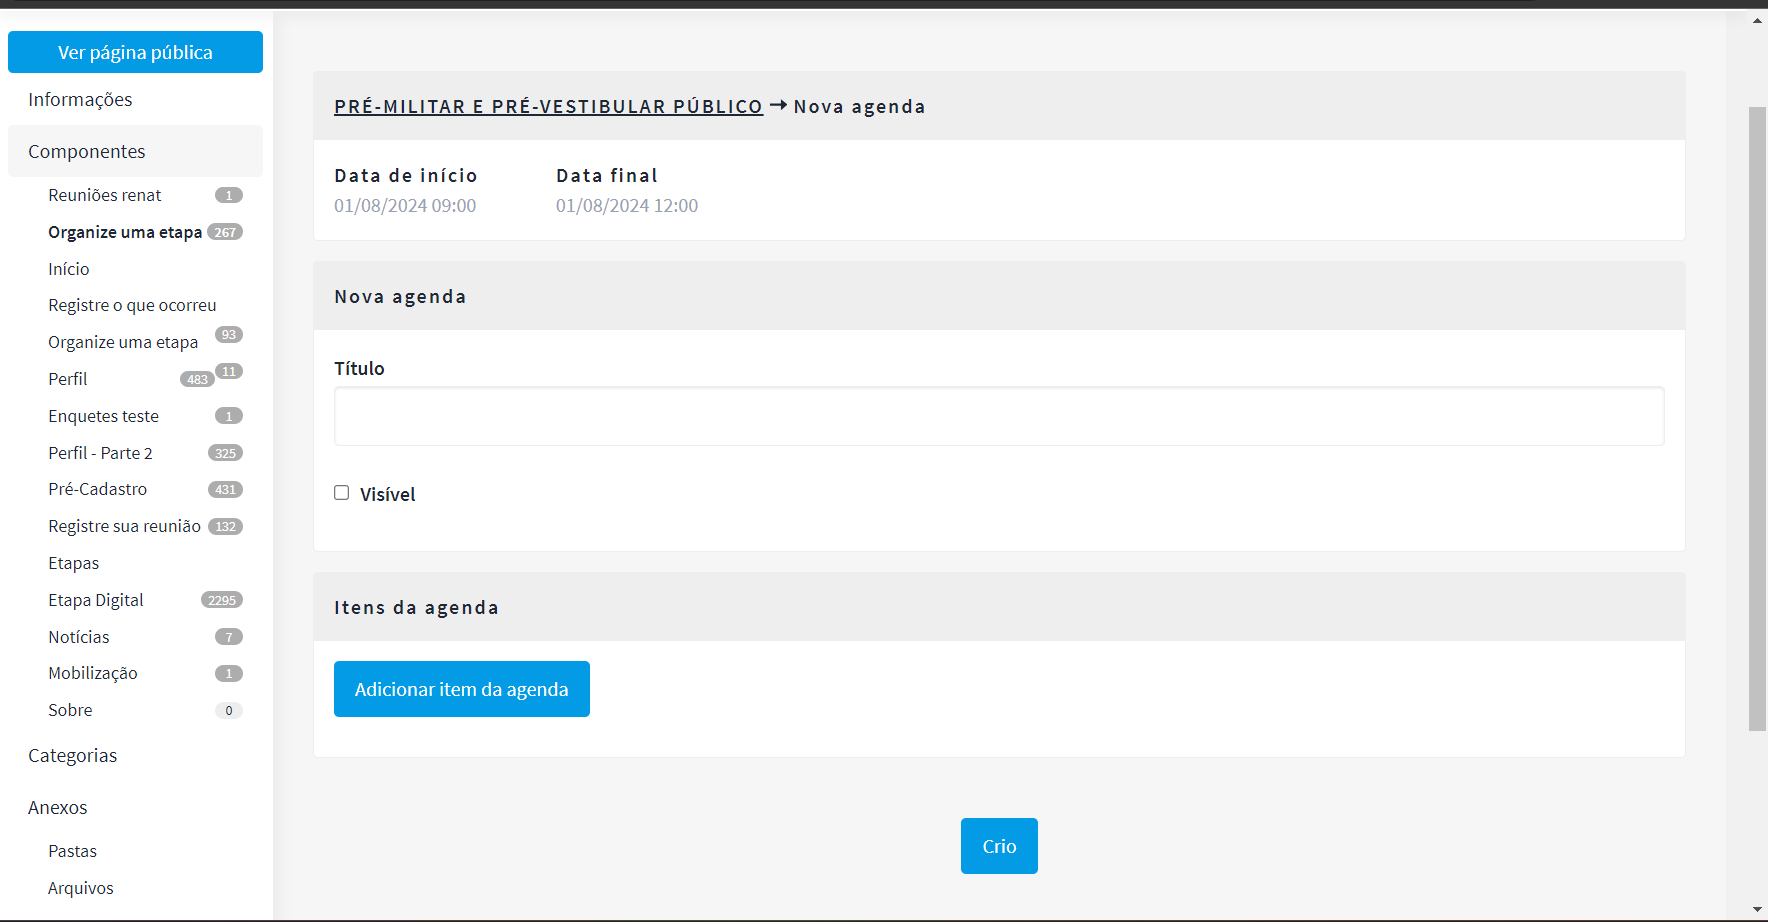 Ver página pública
Informações
Componentes
Reuniões renat 1
Organize uma etapa 267
Início
Registre o que ocorreu
93
Organize uma etapa
11
Perfil 483
Enquetes teste 1
Perfil - Parte 2 325
Pré-Cadastro 431
Registre sua reunião 132
Etapas
Etapa Digital 2295
Notícias 7
Mobilização 1
Sobre 0
Categorias
Anexos
Pastas
Arquivos
PRÉ-MILITAR E PRÉ-VESTIBULAR PÚBLICO → Nova agenda
Data de início Data final
01/08/2024 09:00 01/08/2024 12:00
Nova agenda
Título
Visível
Itens da agenda
Adicionar item da agenda
Crio